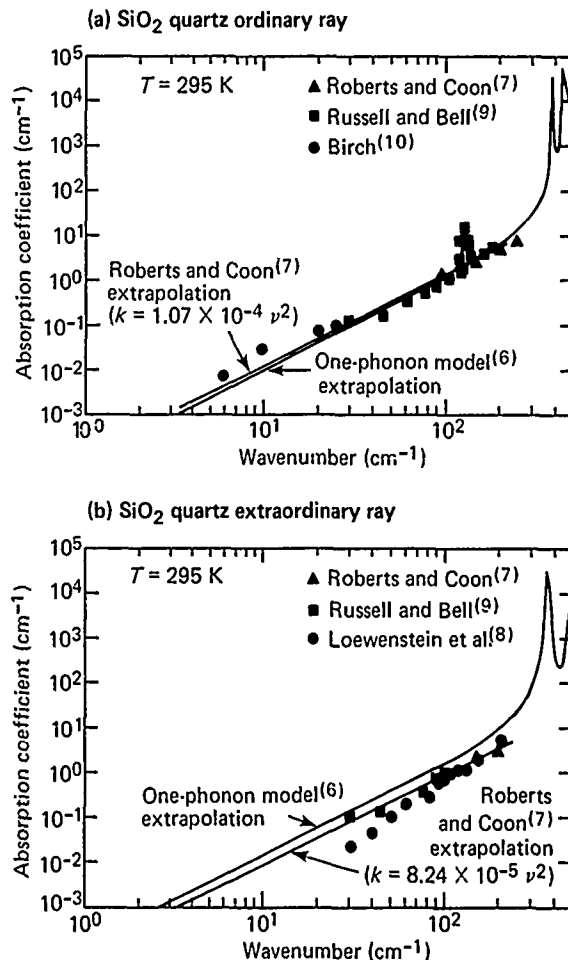 (a) SiO2 quartz ordinary ray
10^5
10^4
10^3
10^2
10^1
10^0
10^-1
10^-2
10^-3
Absorption coefficient (cm^-1)
T = 295 K
▲ Roberts and Coon(7)
■ Russell and Bell(9)
● Birch(10)
Roberts and Coon(7)
extrapolation
(k = 1.07 X 10^-4 ν^2)
One-phonon model(6)
extrapolation
10^0
10^1
10^2
Wavenumber (cm^-1)
(b) SiO2 quartz extraordinary ray
10^5
10^4
10^3
10^2
10^1
10^0
10^-1
10^-2
10^-3
Absorption coefficient (cm^-1)
T = 295 K
▲ Roberts and Coon(7)
■ Russell and Bell(9)
● Loewenstein et al.(8)
One-phonon model(6)
extrapolation
Roberts
and Coon(7)
extrapolation
(k = 8.24 X 10^-5 ν^2)
10^0
10^1
10^2
Wavenumber (cm^-1)